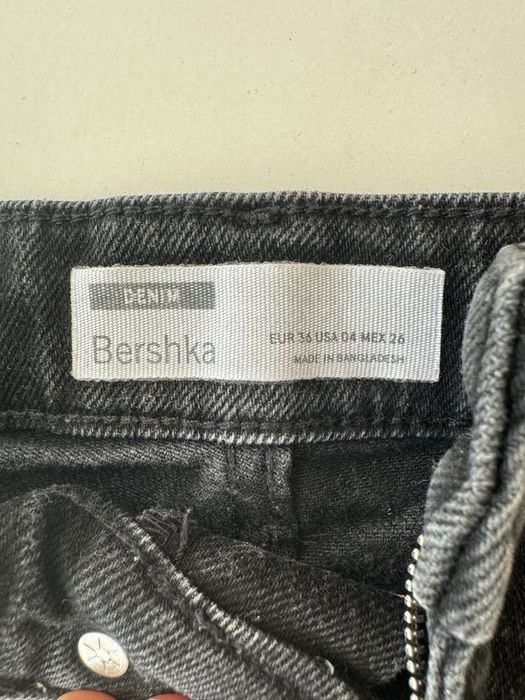 DENIM
Bershka
EUR 36 USA 04 MEX 26
MADE IN BANGLADESH